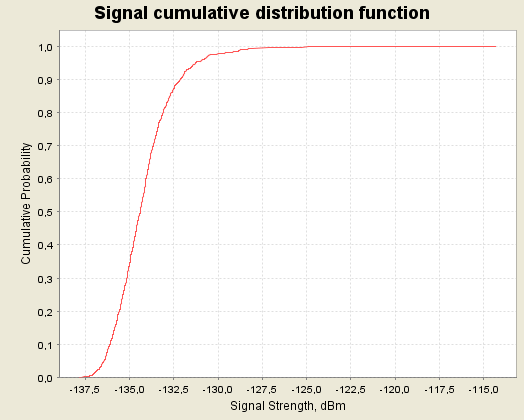 Signal cumulative distribution function
Cumulative Probability
1,0
0,9
0,8
0,7
0,6
0,5
0,4
0,3
0,2
0,1
0,0
-137,5 -135,0 -132,5 -130,0 -127,5 -125,0 -122,5 -120,0 -117,5 -115,0
Signal Strength, dBm